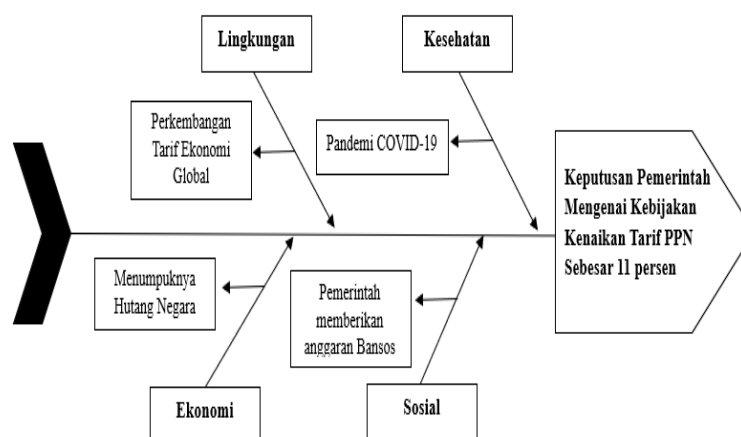 Lingkungan
Kesehatan
Perkembangan
Tarif Ekonomi
Global
Pandemi COVID-19
Keputusan Pemerintah
Mengenai Kebijakan
Kenaikan Tarif PPN
Sebesar 11 persen
Menumpuknya
Hutang Negara
Pemerintah
memberikan
anggaran Bansos
Ekonomi
Sosial